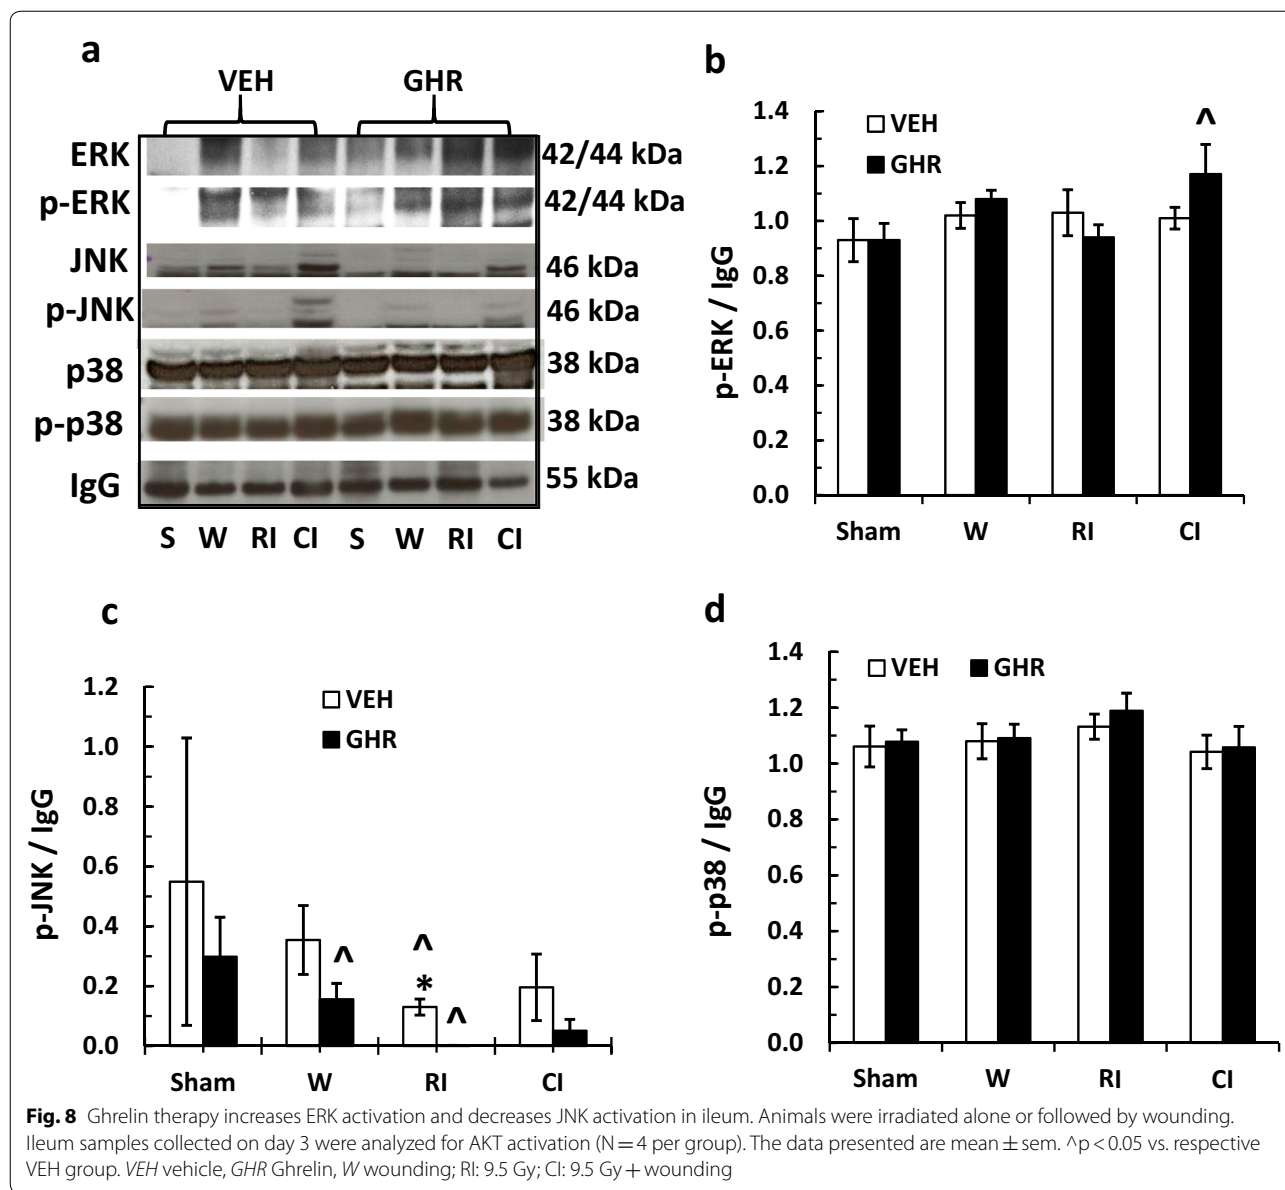 a
VEH GHR
ERK 42/44 kDa
p-ERK 42/44 kDa
JNK 46 kDa
p-JNK 46 kDa
p38 38 kDa
p-p38 38 kDa
IgG 55 kDa
S W RI CI S W RI CI
b
p-ERK / IgG
1.4
1.2
1.0
0.8
0.6
0.4
0.2
0.0
VEH
GHR
^
Sham W RI CI
c
p-JNK / IgG
1.2
1.0
0.8
0.6
0.4
0.2
0.0
VEH
GHR
^
^
*
^
Sham W RI CI
d
p-p38 / IgG
1.4
1.2
1.0
0.8
0.6
0.4
0.2
0.0
VEH GHR
Sham W RI CI
Fig. 8 Ghrelin therapy increases ERK activation and decreases JNK activation in ileum. Animals were irradiated alone or followed by wounding.
Ileum samples collected on day 3 were analyzed for AKT activation (N = 4 per group). The data presented are mean ± sem. ^p < 0.05 vs. respective
VEH group. VEH vehicle, GHR Ghrelin, W wounding; RI: 9.5 Gy; CI: 9.5 Gy + wounding